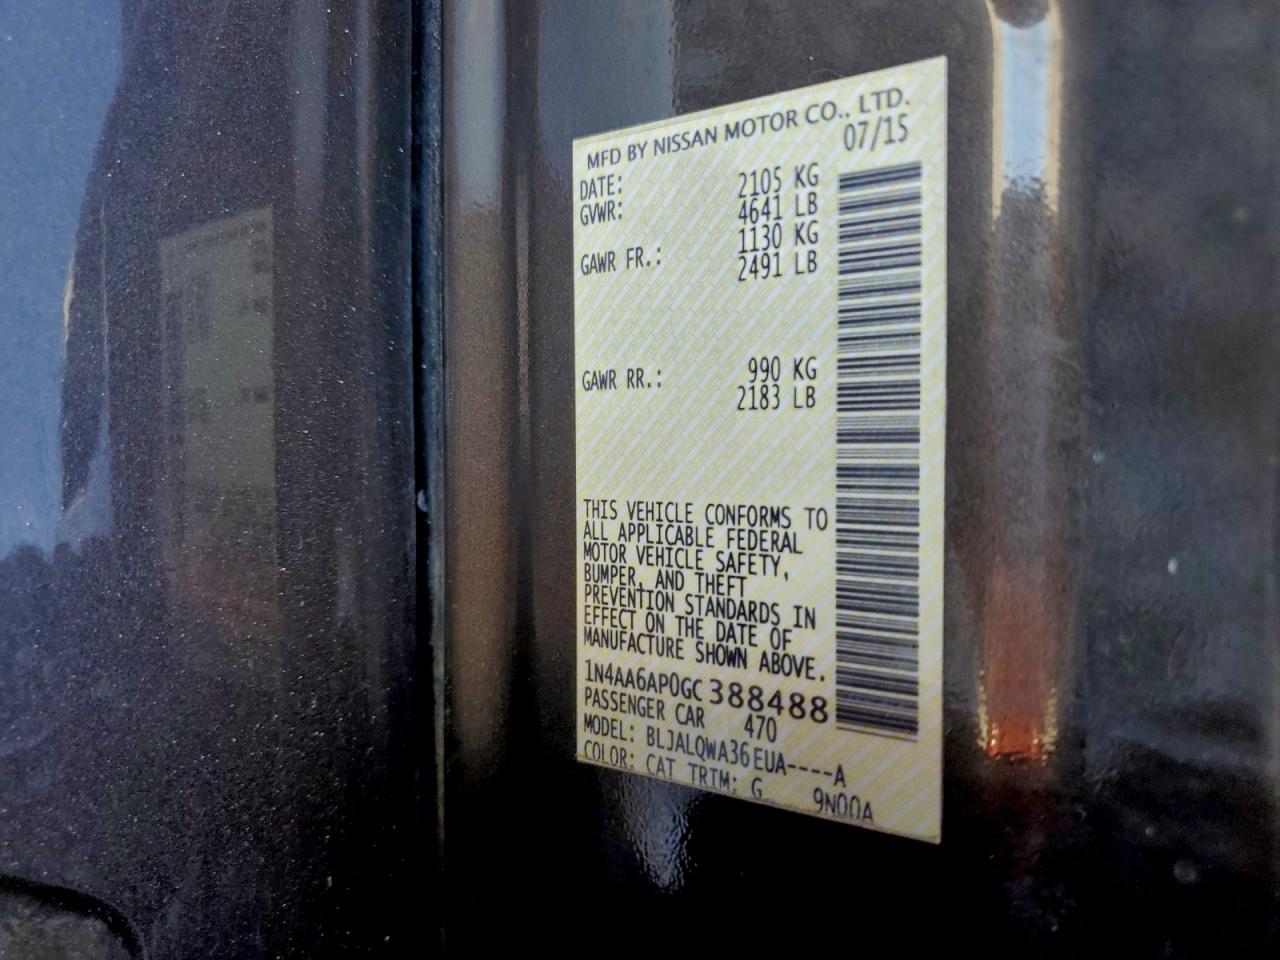 MFD BY NISSAN MOTOR CO., LTD.
DATE: 07/15
GVWR: 2105 KG
4641 LB
GAWR FR.: 1130 KG
2491 LB
GAWR RR.: 990 KG
2183 LB
THIS VEHICLE CONFORMS TO
ALL APPLICABLE FEDERAL
MOTOR VEHICLE SAFETY,
BUMPER, AND THEFT
PREVENTION STANDARDS IN
EFFECT ON THE DATE OF
MANUFACTURE SHOWN ABOVE.
1N4AA6AP0GC388488
PASSENGER CAR 470
MODEL: BLJALQWA36EUA----A
COLOR: CAT TRIM: G 9N00A